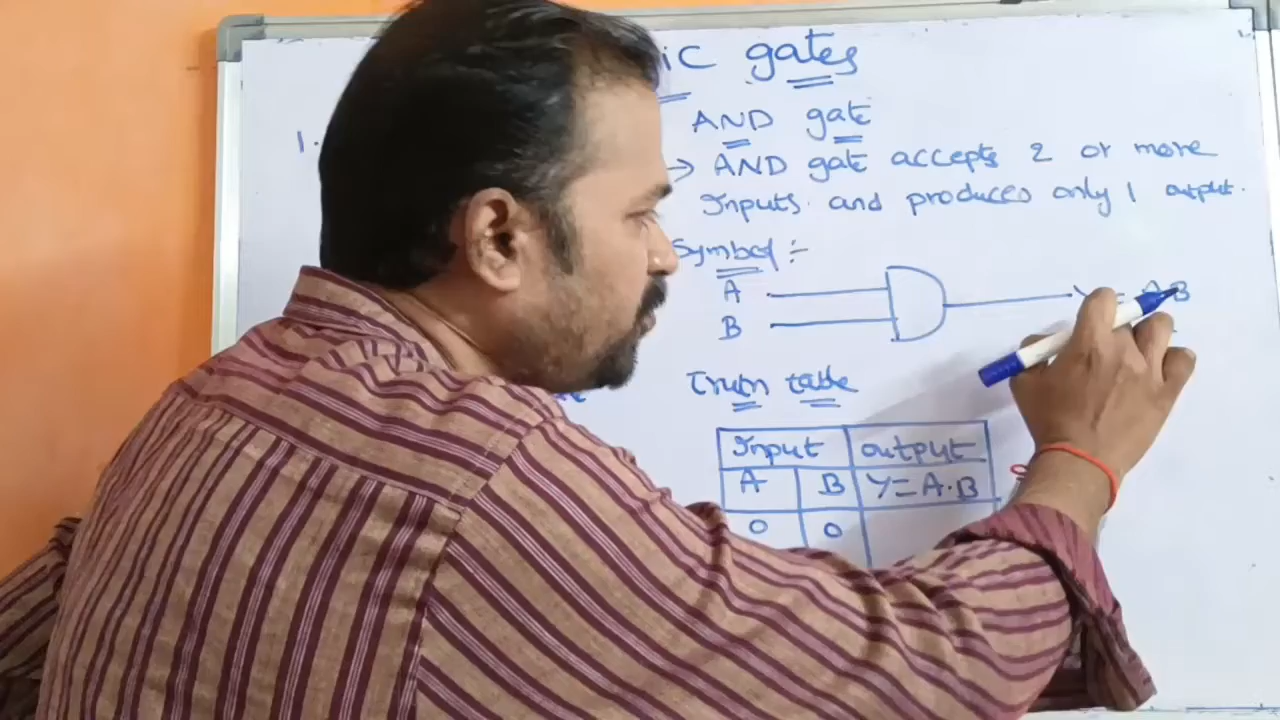 ic gates
1.
AND gate
→ AND gate accepts 2 or more
Inputs and produces only 1 output.
Symbol :-
A
B
Y = A.B
Truth table
Input output
A B Y=A.B
0 0